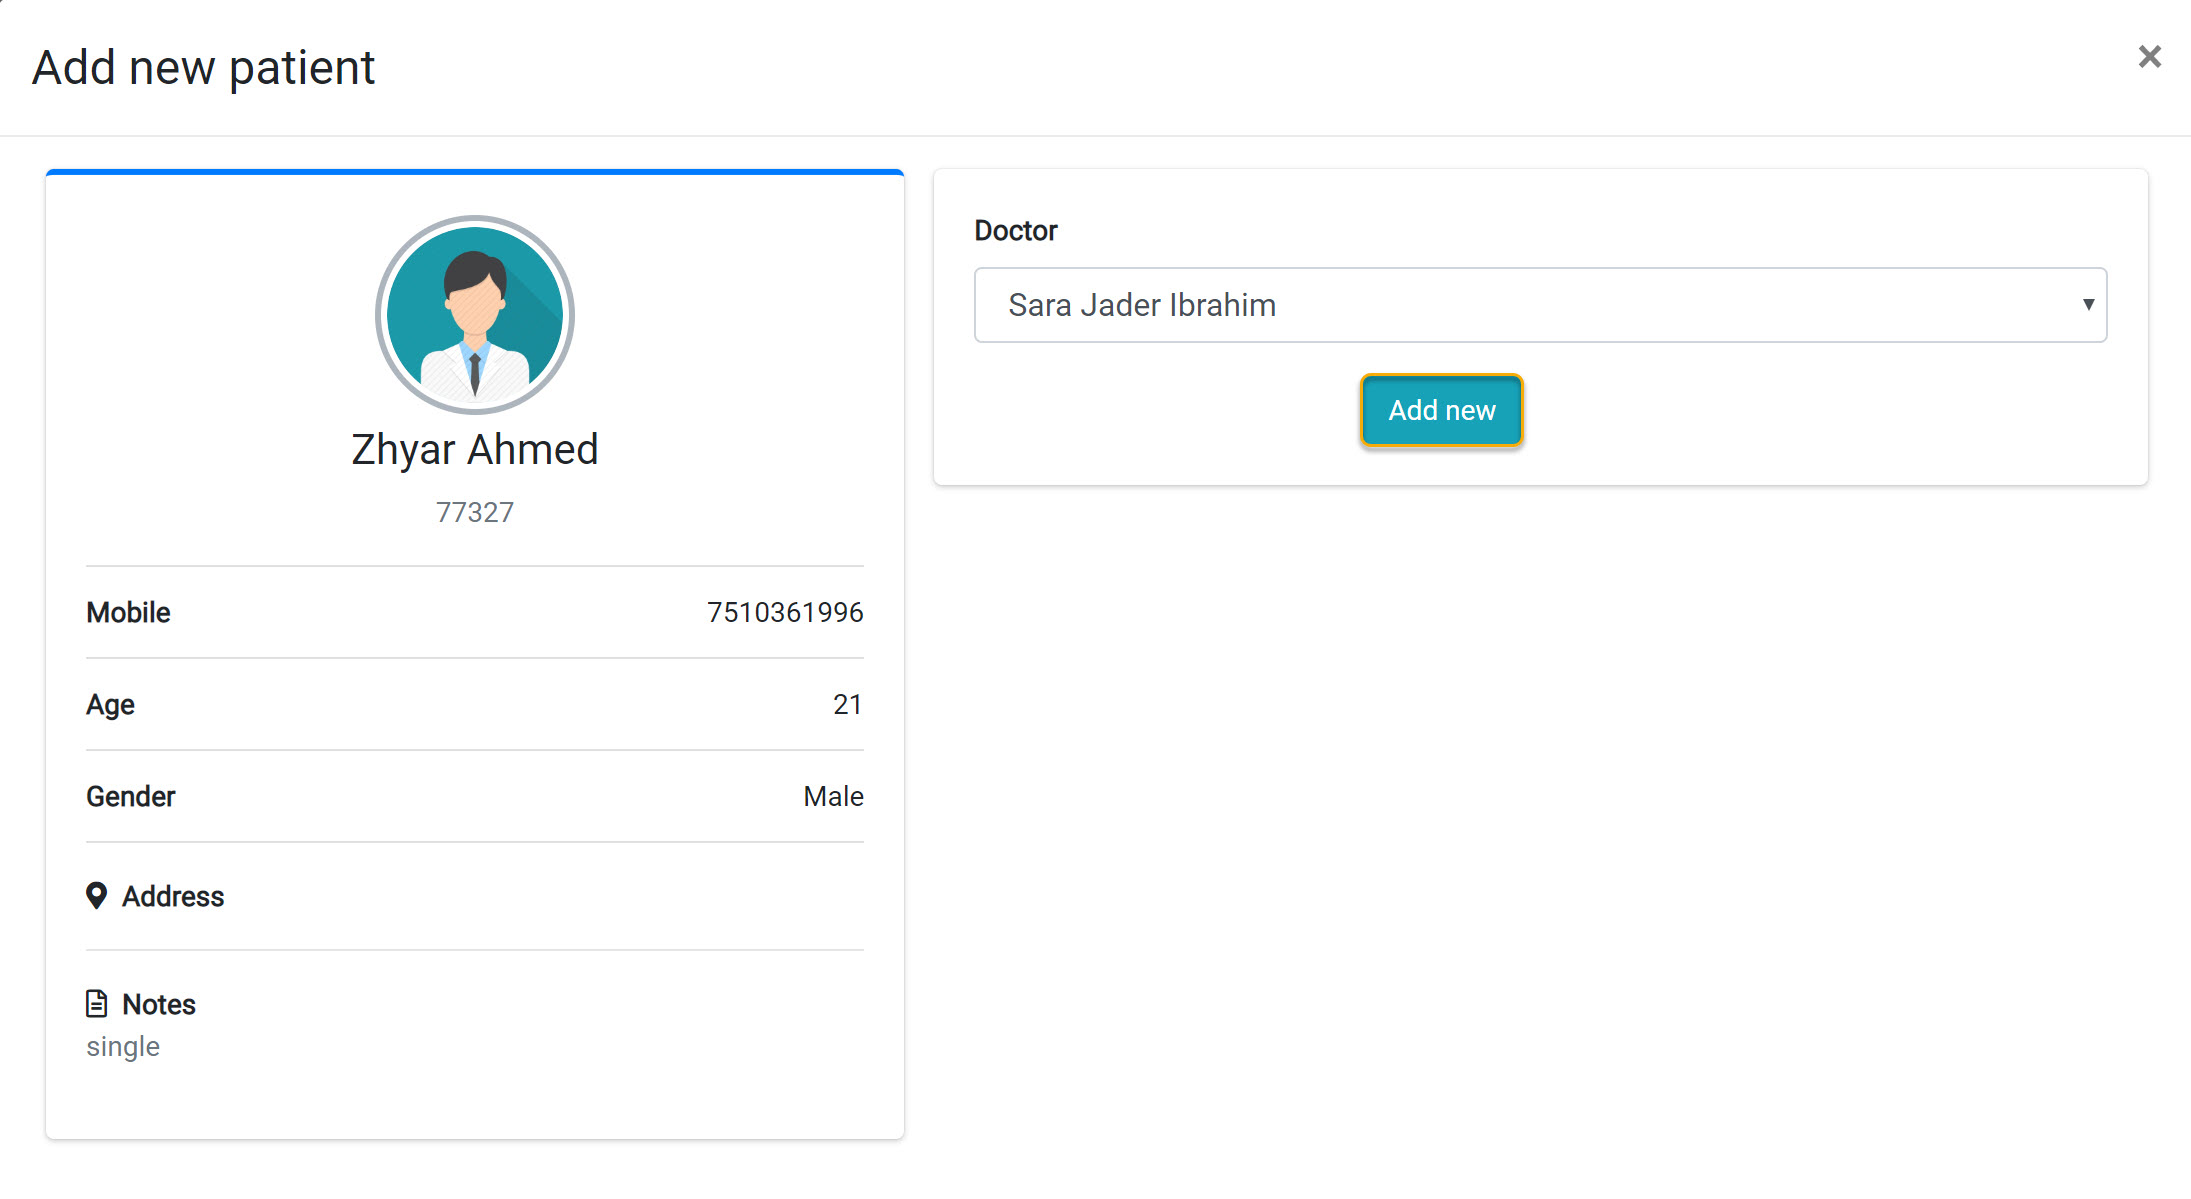 Add new patient
×
Zhyar Ahmed
77327
Mobile 7510361996
Age 21
Gender Male
Address
Notes
single
Doctor
Sara Jader Ibrahim
Add new